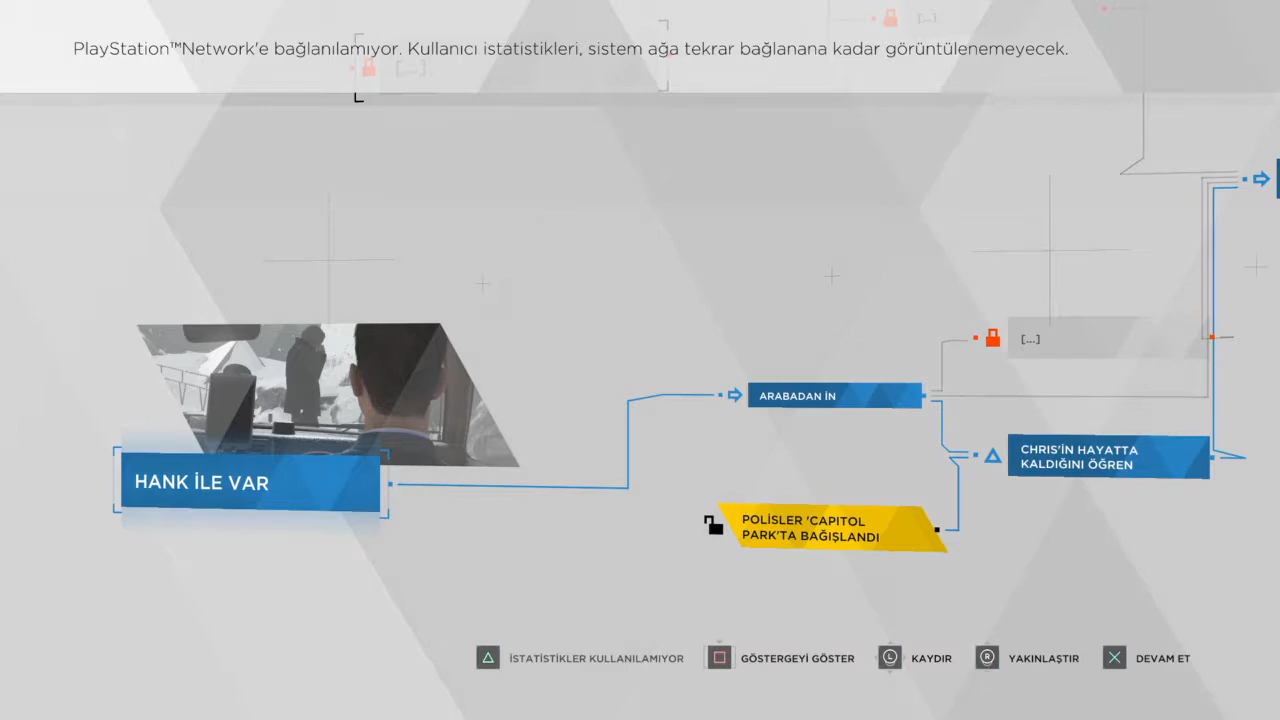 PlayStation™Network'e bağlanılamıyor. Kullanıcı istatistikleri, sistem ağa tekrar bağlanana kadar görüntülenemeyecek.
[...]
[...]
[...]
ARABADAN İN
CHRIS'İN HAYATTA
KALDIĞINI ÖĞREN
HANK İLE VAR
POLİSLER 'CAPITOL
PARK'TA BAĞIŞLANDI
İSTATİSTİKLER KULLANILAMIYOR
GÖSTERGEYİ GÖSTER
L
KAYDIR
R
YAKINLAŞTIR
DEVAM ET